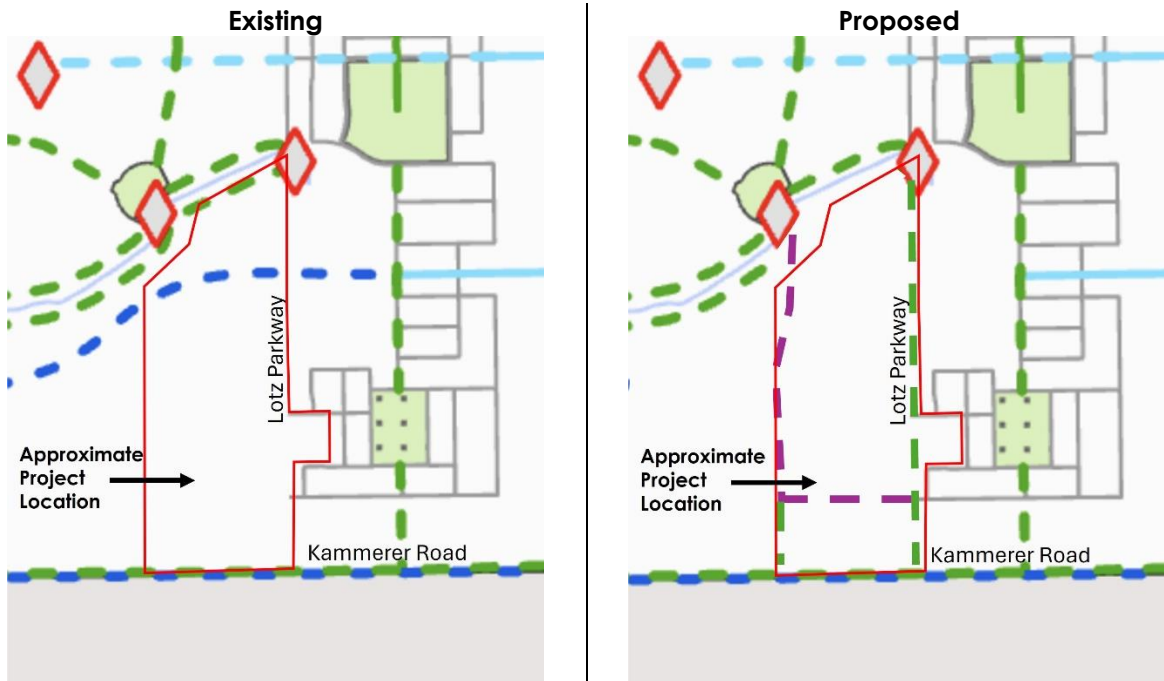 Existing
Lotz Parkway
Approximate
Project
Location
Kammerer Road
Proposed
Lotz Parkway
Approximate
Project
Location
Kammerer Road